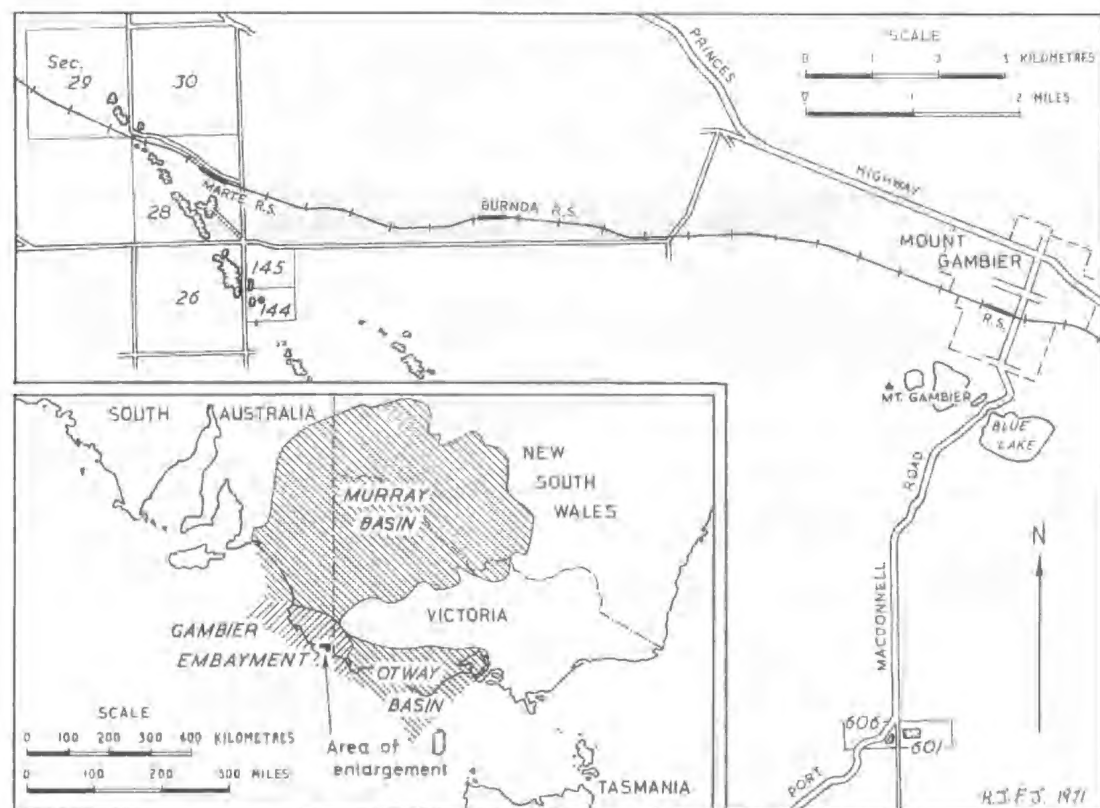 PRINCES
HIGHWAY
SCALE
0 1 2 3 KILOMETRES
0 1 2 MILES
Sec.
29
30
MARTE R.S.
28
BURNDA R.S.
145
26
144
MOUNT
GAMBIER
R.S.
MT. GAMBIER
BLUE
LAKE
PORT
MACDONNELL
ROAD
606
601
N
SOUTH AUSTRALIA
NEW
SOUTH
WALES
MURRAY
BASIN
VICTORIA
GAMBIER
EMBAYMENT
OTWAY
BASIN
SCALE
0 100 200 300 400 KILOMETRES
0 100 200 300 MILES
Area of
enlargement
TASMANIA
R.J.F.J. 1971